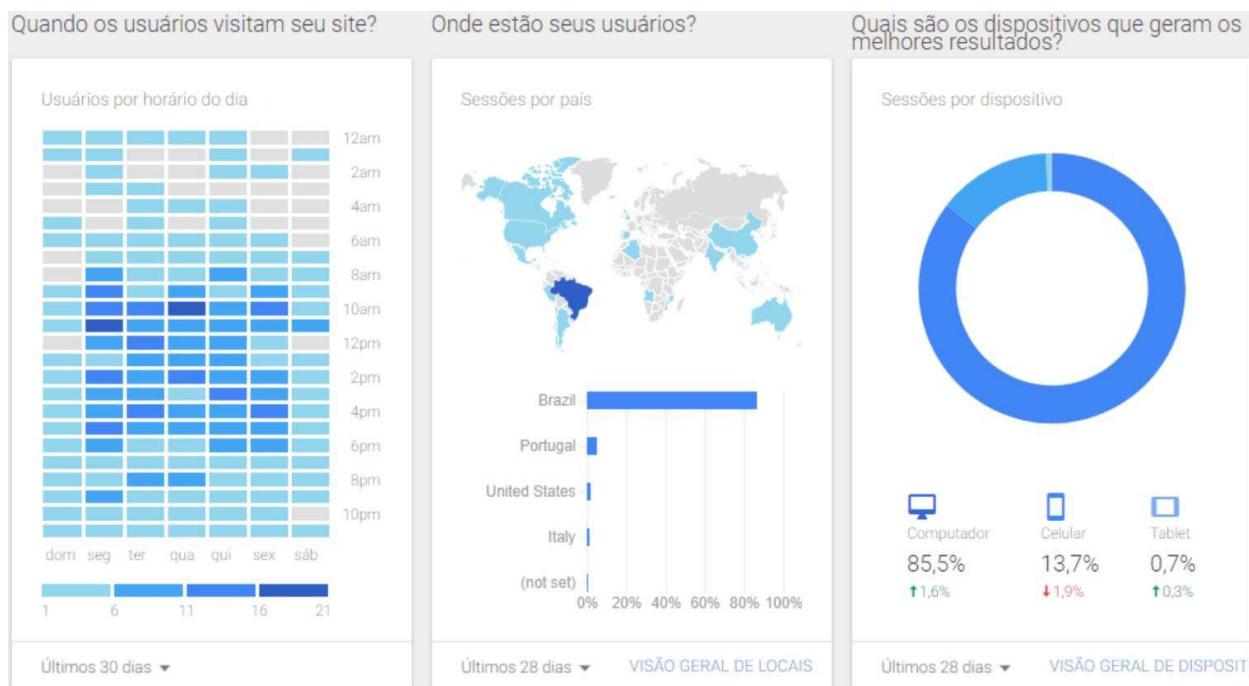 Quando os usuários visitam seu site?
Usuários por horário do dia
12am
2am
4am
6am
8am
10am
12pm
2pm
4pm
6pm
8pm
10pm
dom seg ter qua qui sex sáb
1 6 11 16 21
Últimos 30 dias
Onde estão seus usuários?
Sessões por país
Brazil
Portugal
United States
Italy
(not set)
0% 20% 40% 60% 80% 100%
Últimos 28 dias VISÃO GERAL DE LOCAIS
Quais são os dispositivos que geram os
melhores resultados?
Sessões por dispositivo
Computador Celular Tablet
85,5% 13,7% 0,7%
1,6% 1,9% 0,3%
Últimos 28 dias VISÃO GERAL DE DISPOSIT